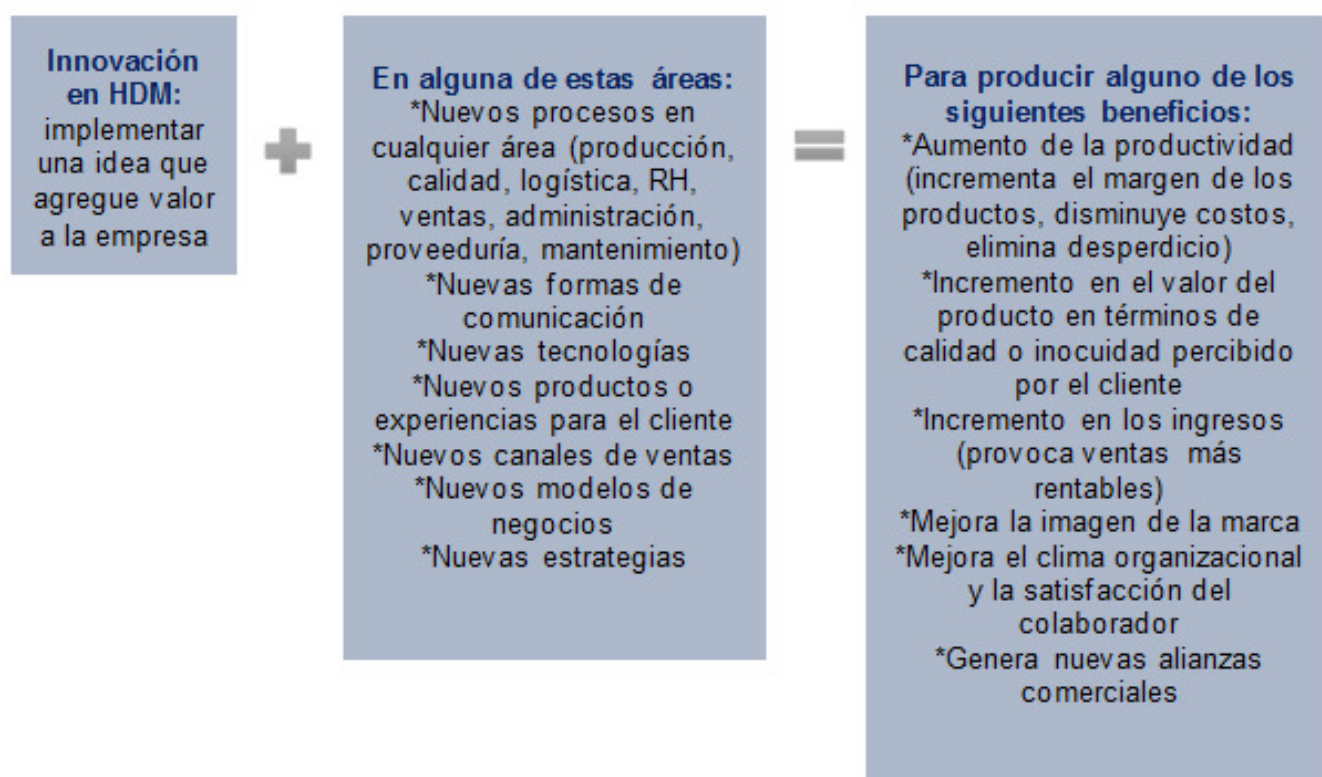 Innovación
en HDM:
implementar
una idea que
agregue valor
a la empresa
En alguna de estas áreas:
*Nuevos procesos en
cualquier área (producción,
calidad, logística, RH,
ventas, administración,
proveeduría, mantenimiento)
*Nuevas formas de
comunicación
*Nuevas tecnologías
*Nuevos productos o
experiencias para el cliente
*Nuevos canales de ventas
*Nuevos modelos de
negocios
*Nuevas estrategias
Para producir alguno de los
siguientes beneficios:
*Aumento de la productividad
(incrementa el margen de los
productos, disminuye costos,
elimina desperdicio)
*Incremento en el valor del
producto en términos de
calidad o inocuidad percibido
por el cliente
*Incremento en los ingresos
(provoca ventas más
rentables)
*Mejora la imagen de la marca
*Mejora el clima organizacional
y la satisfacción del
colaborador
*Genera nuevas alianzas
comerciales